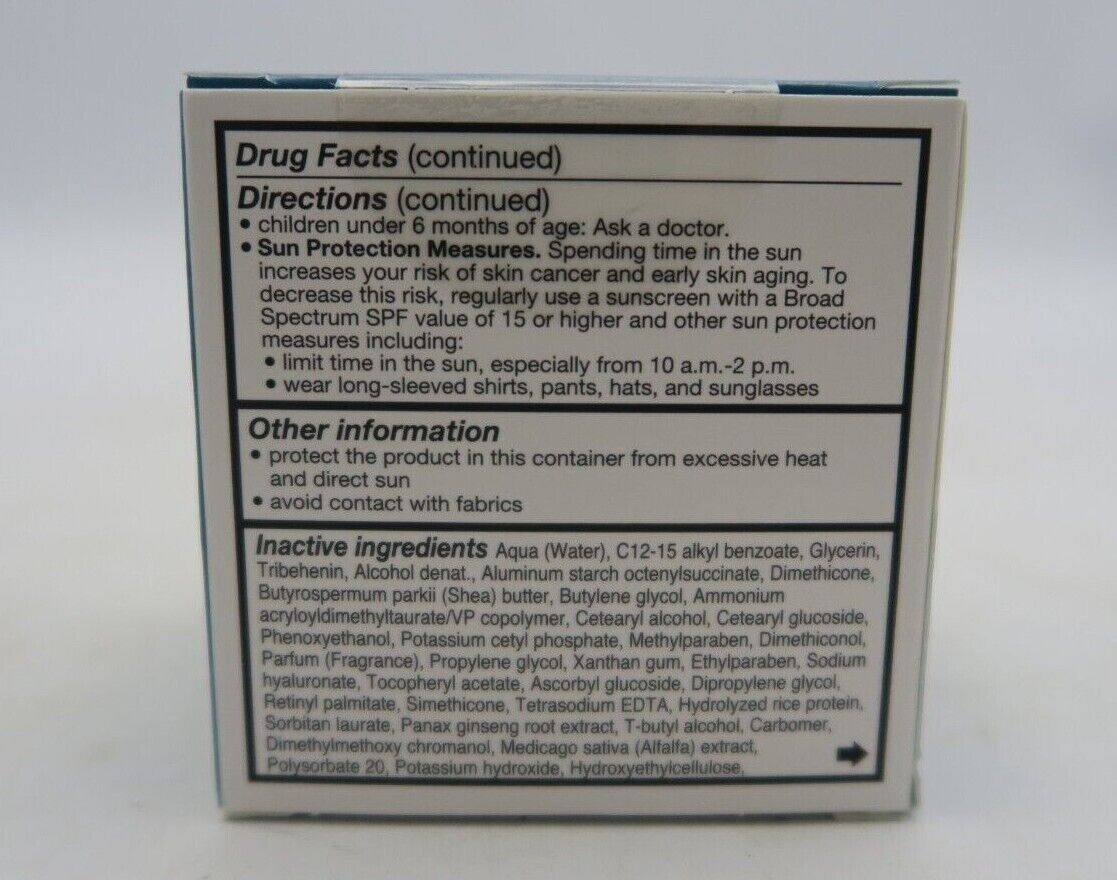 Drug Facts (continued)
Directions (continued)
• children under 6 months of age: Ask a doctor.
• Sun Protection Measures. Spending time in the sun
increases your risk of skin cancer and early skin aging. To
decrease this risk, regularly use a sunscreen with a Broad
Spectrum SPF value of 15 or higher and other sun protection
measures including:
• limit time in the sun, especially from 10 a.m.-2 p.m.
• wear long-sleeved shirts, pants, hats, and sunglasses
Other information
• protect the product in this container from excessive heat
and direct sun
• avoid contact with fabrics
Inactive ingredients Aqua (Water), C12-15 alkyl benzoate, Glycerin,
Tribehenin, Alcohol denat., Aluminum starch octenylsuccinate, Dimethicone,
Butyrospermum parkii (Shea) butter, Butylene glycol, Ammonium
acryloyldimethyltaurate/VP copolymer, Cetearyl alcohol, Cetearyl glucoside,
Phenoxyethanol, Potassium cetyl phosphate, Methylparaben, Dimethiconol,
Parfum (Fragrance), Propylene glycol, Xanthan gum, Ethylparaben, Sodium
hyaluronate, Tocopheryl acetate, Ascorbyl glucoside, Dipropylene glycol,
Retinyl palmitate, Simethicone, Tetrasodium EDTA, Hydrolyzed rice protein,
Sorbitan laurate, Panax ginseng root extract, T-butyl alcohol, Carbomer,
Dimethylmethoxy chromanol, Medicago sativa (Alfalfa) extract,
Polysorbate 20, Potassium hydroxide, Hydroxyethylcellulose,